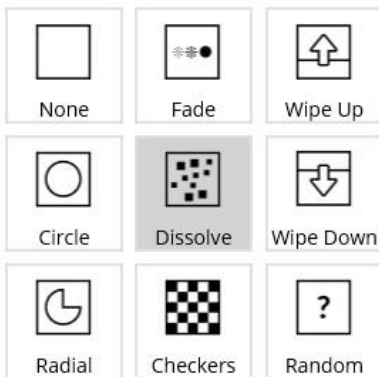 None Fade Wipe Up
Circle Dissolve Wipe Down
?
Radial Checkers Random